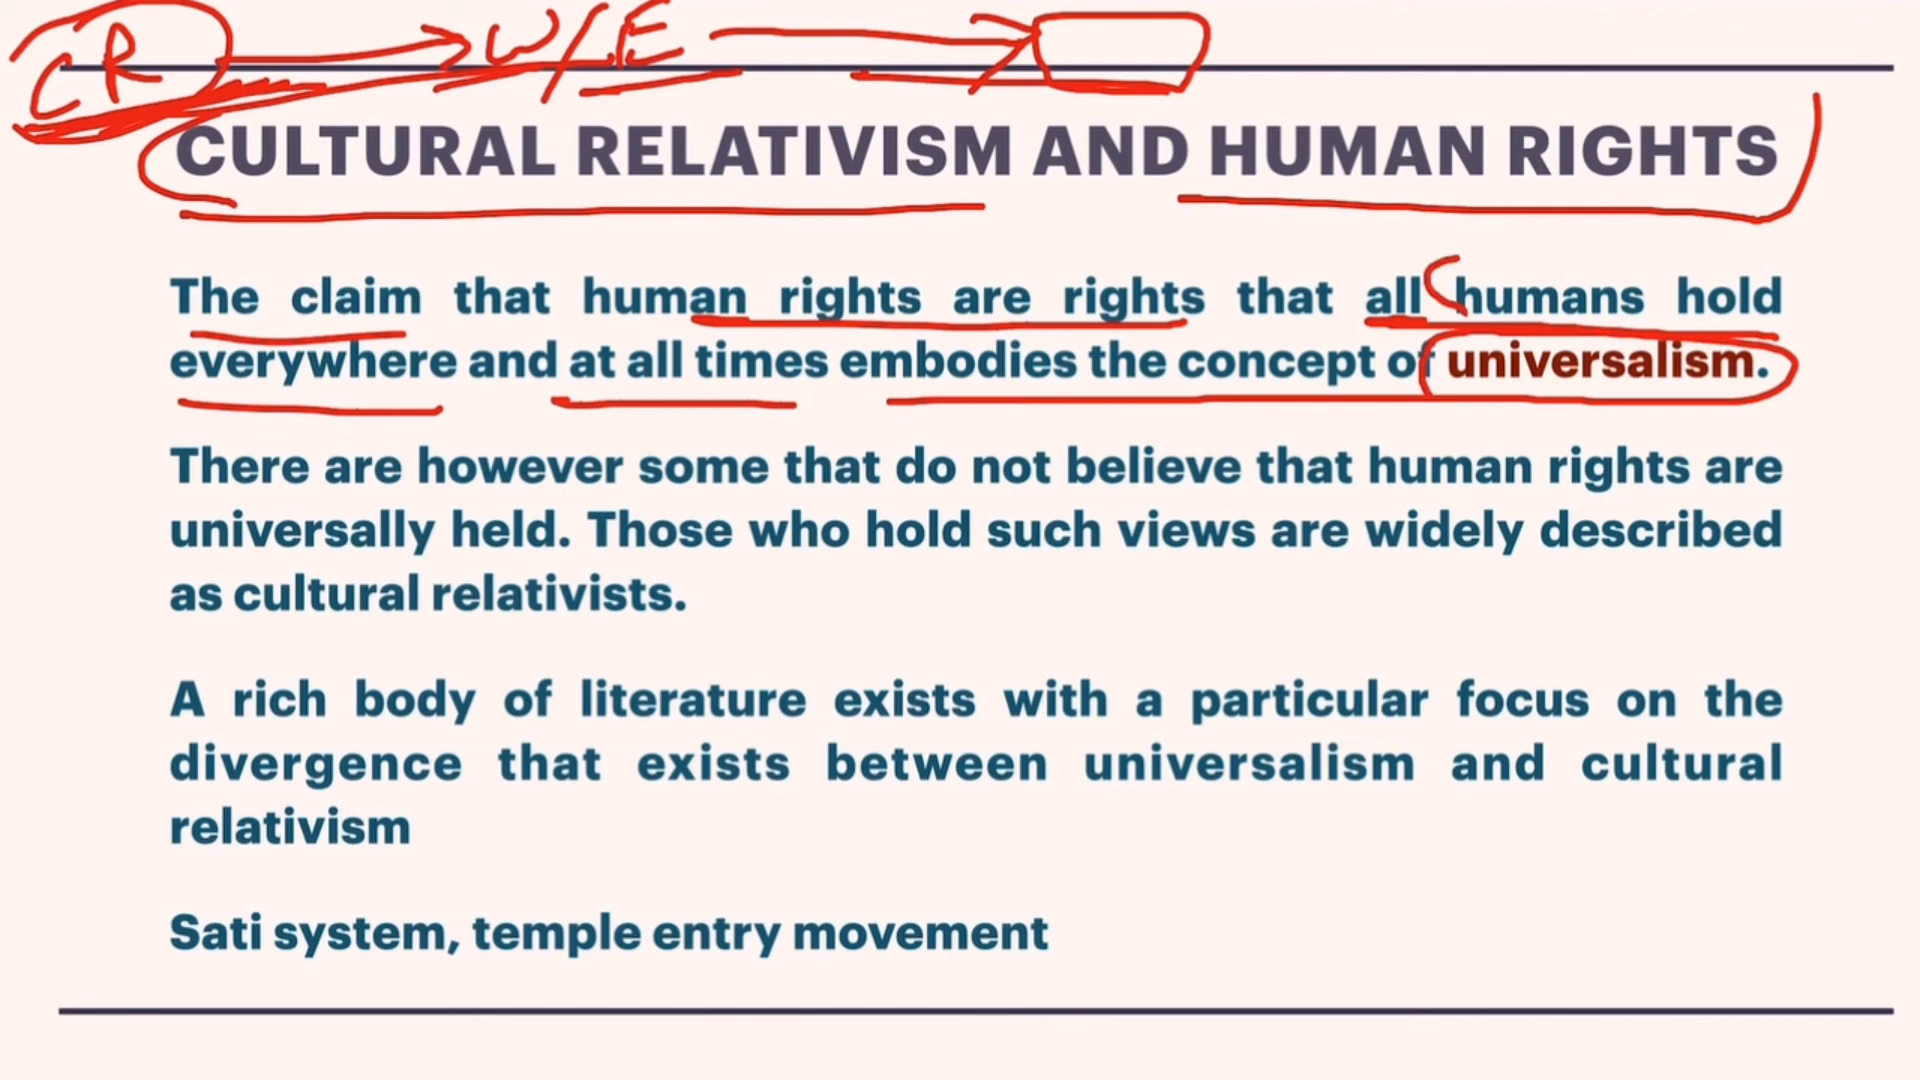 CR W/E
CULTURAL RELATIVISM AND HUMAN RIGHTS
The claim that human rights are rights that all humans hold
everywhere and at all times embodies the concept of universalism.
There are however some that do not believe that human rights are
universally held. Those who hold such views are widely described
as cultural relativists.
A rich body of literature exists with a particular focus on the
divergence that exists between universalism and cultural
relativism
Sati system, temple entry movement